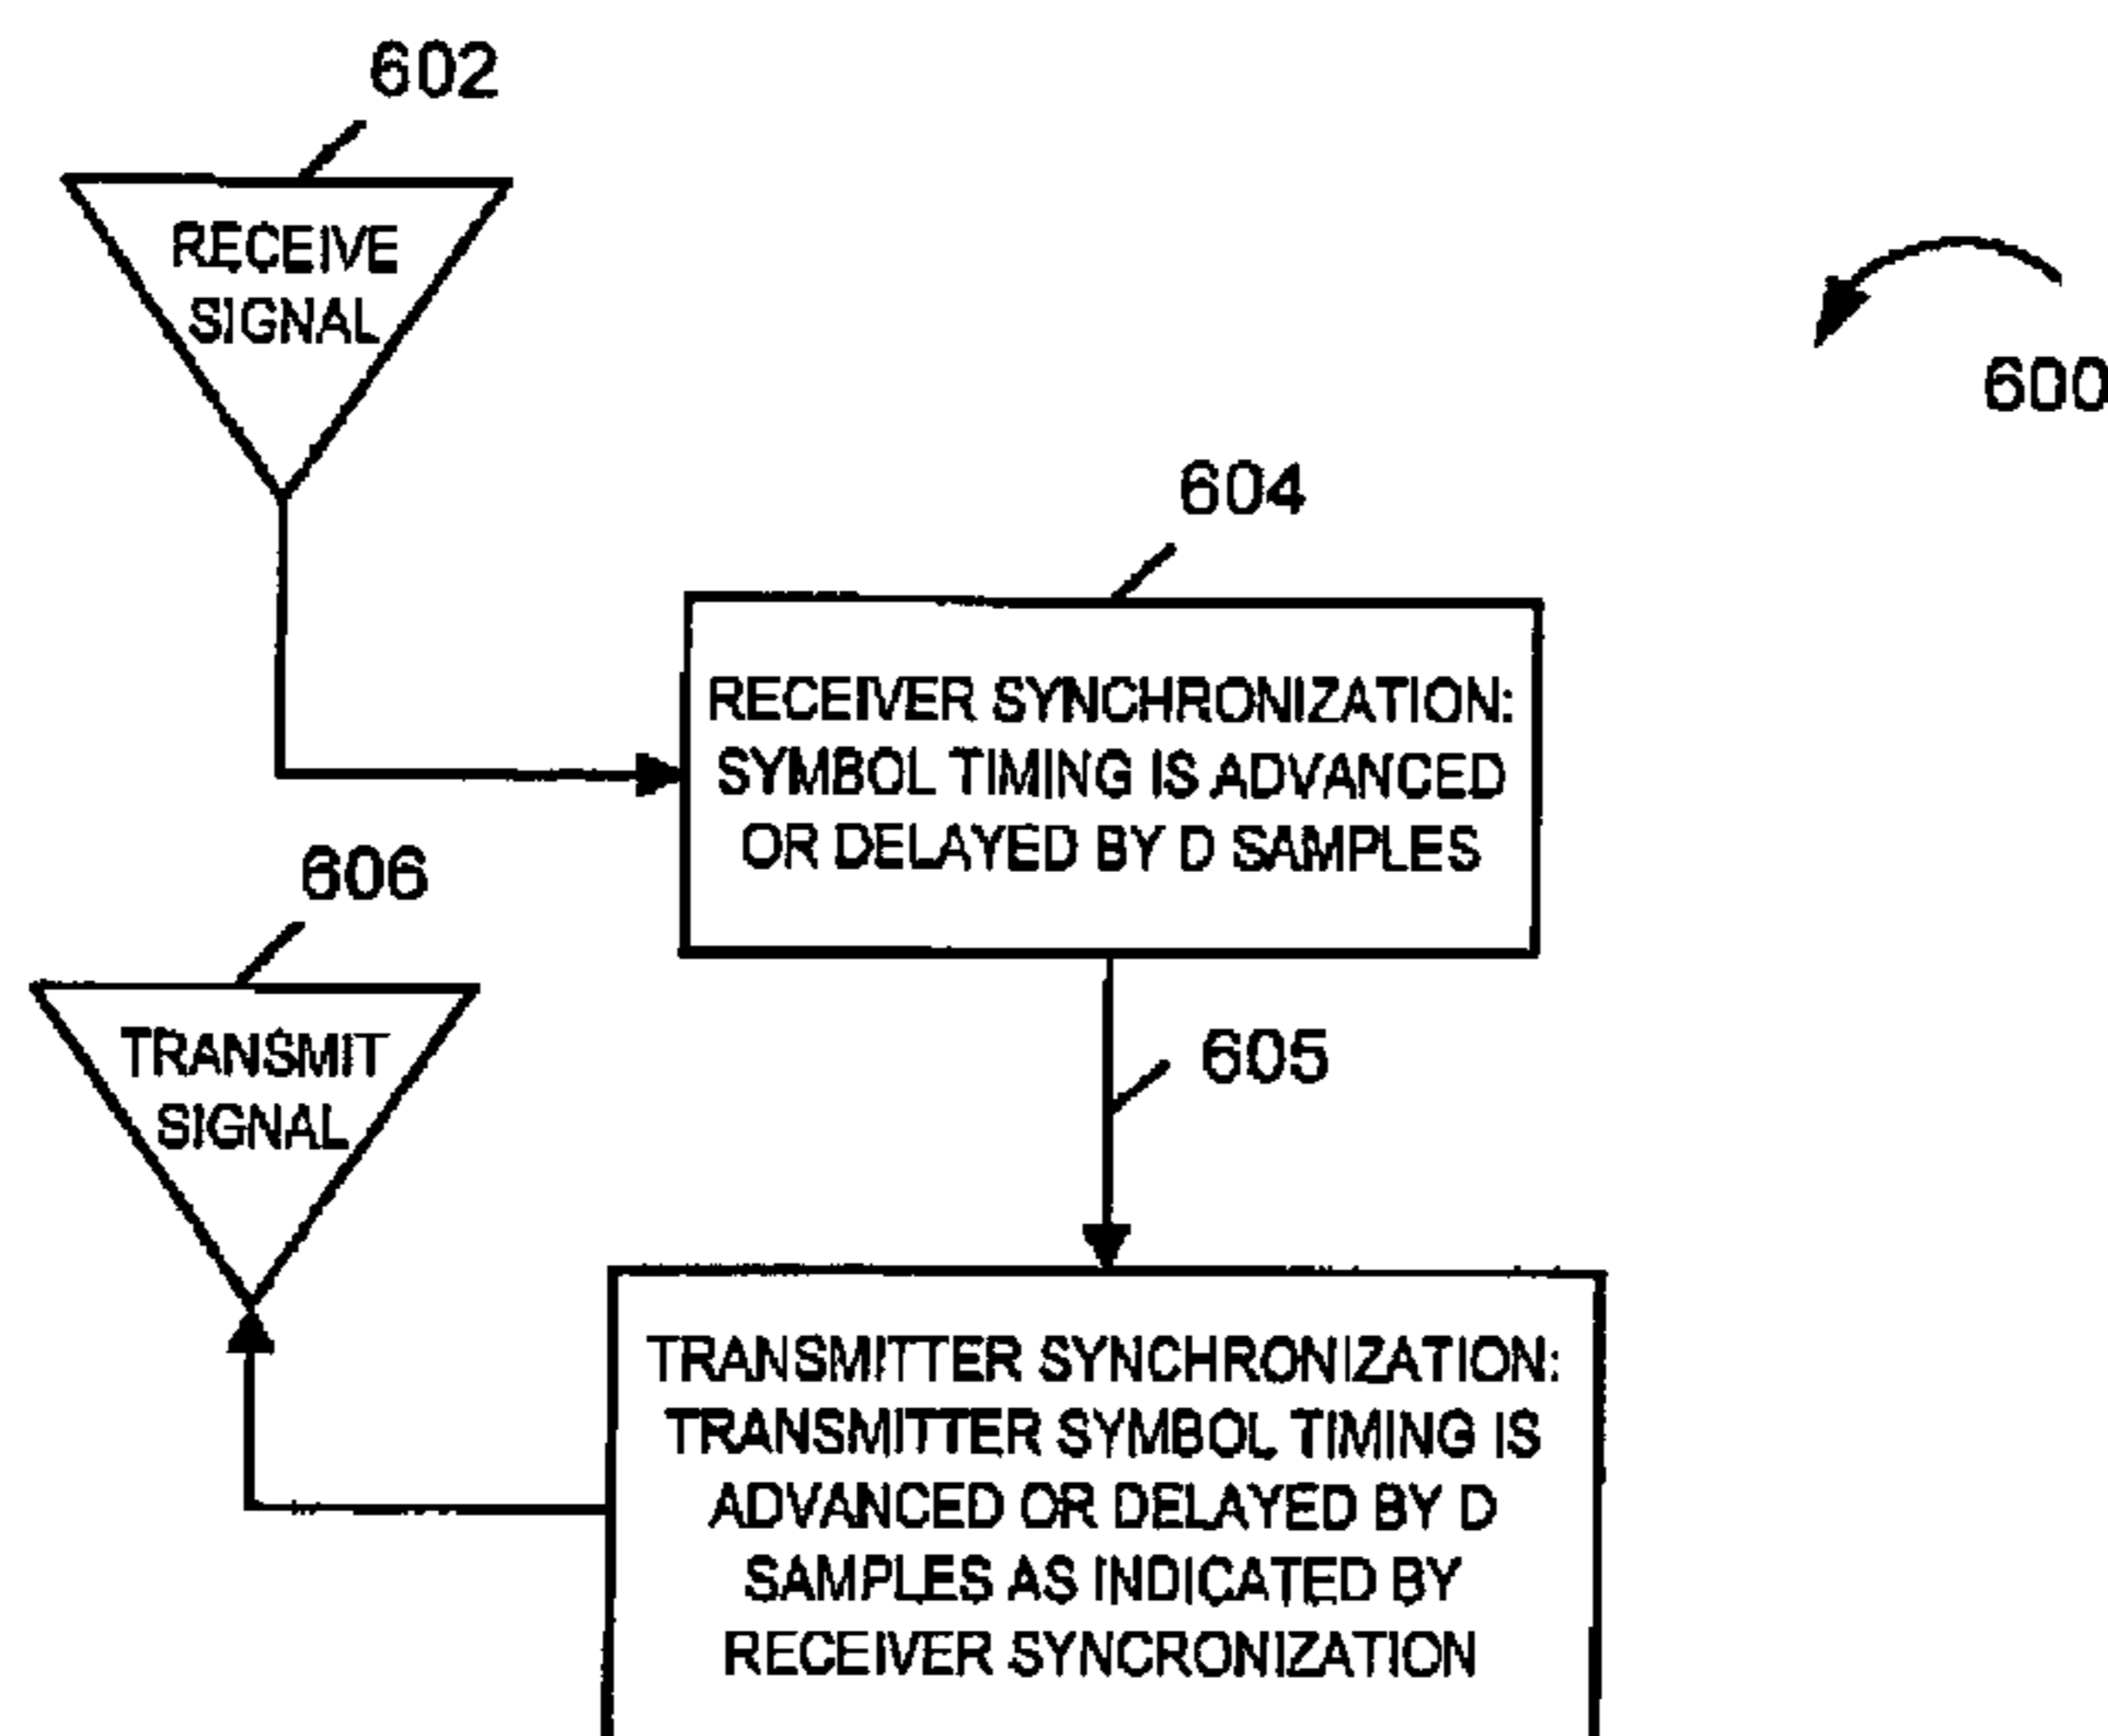 602
RECEIVE
SIGNAL
600
604
RECEIVER SYNCHRONIZATION:
SYMBOL TIMING IS ADVANCED
OR DELAYED BY D SAMPLES
606
TRANSMIT
SIGNAL
605
TRANSMITTER SYNCHRONIZATION:
TRANSMITTER SYMBOL TIMING IS
ADVANCED OR DELAYED BY D
SAMPLES AS INDICATED BY
RECEIVER SYNCRONIZATION